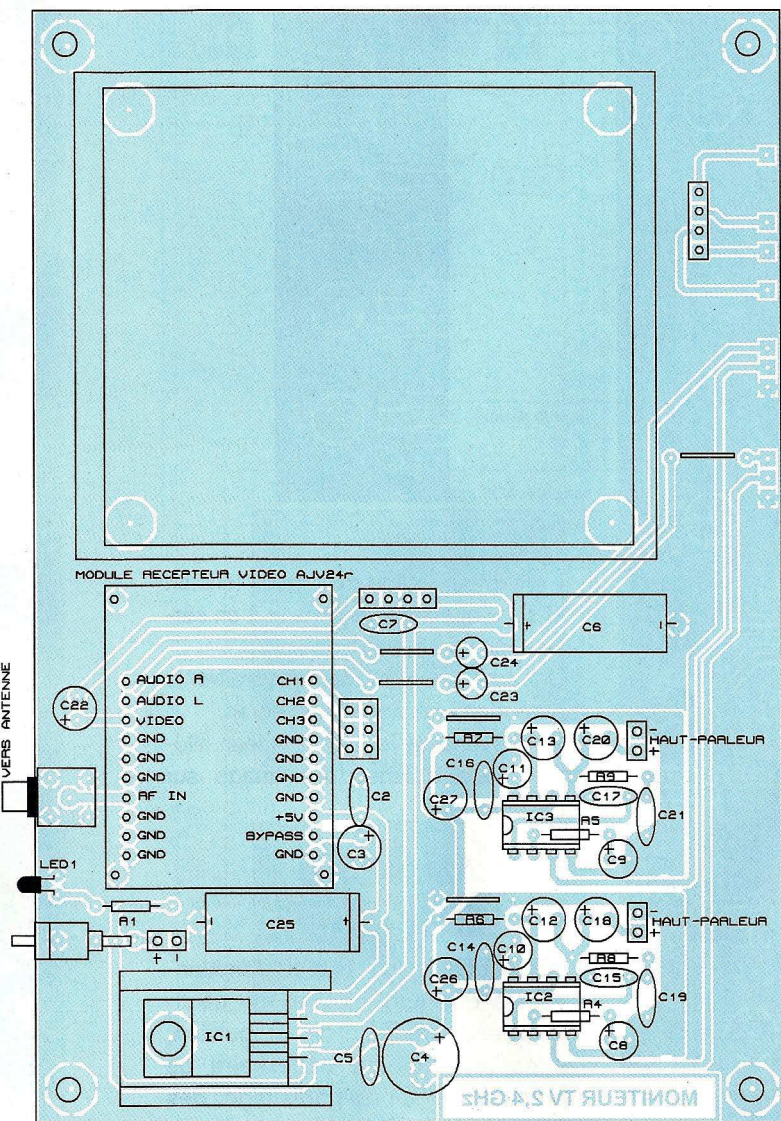 MODULE RECEPTEUR VIDEO AJV24r
C7
C6
C24
C23
VERS ANTENNE
C22
AUDIO R
AUDIO L
VIDEO
GND
GND
GND
RF IN
GND
GND
CH1
CH2
CH3
GND
GND
GND
GND
+5V
BYPASS
GND
C2
C3
R7
C13
C20
HAUT-PARLEUR
C16
C11
R9
C27
C17
IC3
R5
C21
C9
LED1
R1
C25
R6
C12
C18
HAUT-PARLEUR
C14
C10
R8
C26
C15
IC2
R4
C19
C8
IC1
C5
C4
MONITEUR TV 2,4 GHz